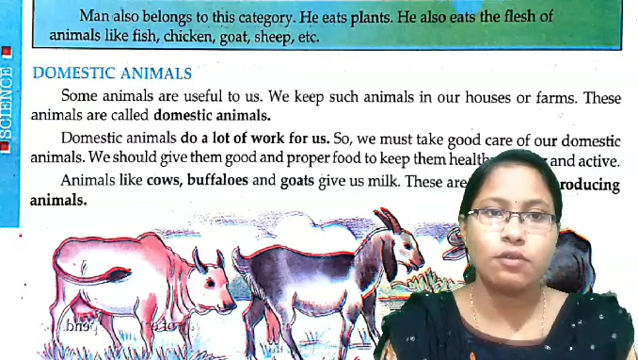 Man also belongs to this category. He eats plants. He also eats the flesh of
animals like fish, chicken, goat, sheep, etc.
SCIENCE
DOMESTIC ANIMALS
Some animals are useful to us. We keep such animals in our houses or farms. These
animals are called domestic animals.
Domestic animals do a lot of work for us. So, we must take good care of our domestic
animals. We should give them good and proper food to keep them and active.
Animals like cows, buffaloes and goats give us milk. These are
animals.